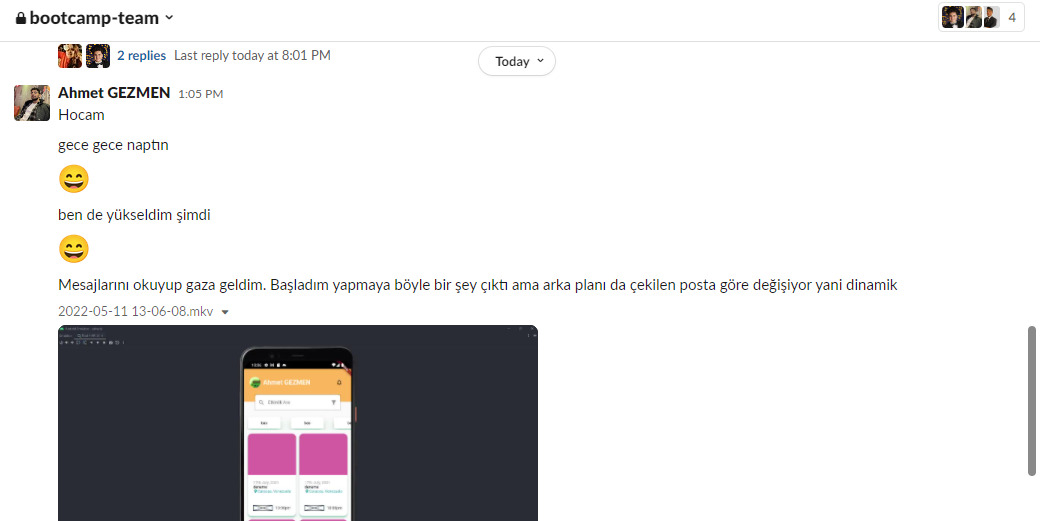 bootcamp-team
4
2 replies Last reply today at 8:01 PM
Today
Ahmet GEZMEN 1:05 PM
Hocam
gece gece naptın
ben de yükseldim şimdi
Mesajlarını okuyup gaza geldim. Başladım yapmaya böyle bir şey çıktı ama arka planı da çekilen posta göre değişiyor yani dinamik
2022-05-11 13-06-08.mkv
Ahmet GEZMEN